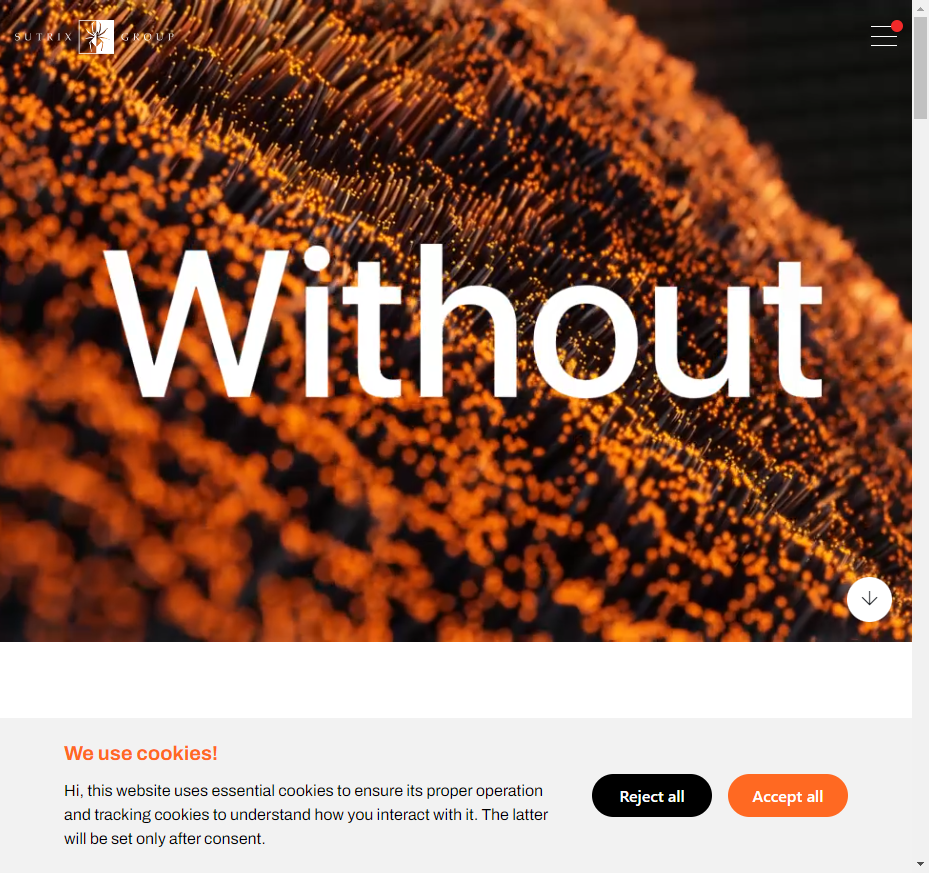 SUTRIX GROUP
Without
We use cookies!
Hi, this website uses essential cookies to ensure its proper operation
and tracking cookies to understand how you interact with it. The latter
will be set only after consent.
Reject all
Accept all